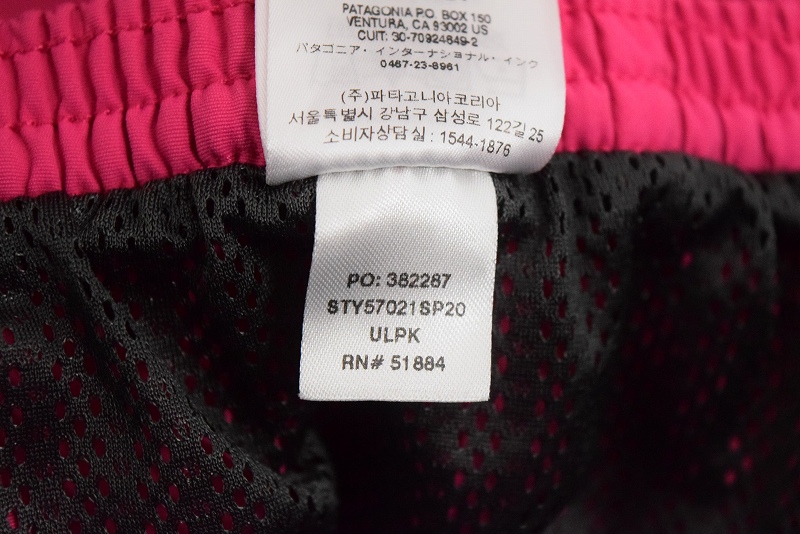 PATAGONIA P.O. BOX 150
VENTURA, CA 93002 US
CUIT: 30-70924849-2
パタゴニア・インターナショナル・インク
0467-23-8961
(주)파타고니아코리아
서울특별시 강남구 삼성로 122길 25
소비자상담실 : 1544-1876
PO: 382287
STY57021SP20
ULPK
RN# 51884